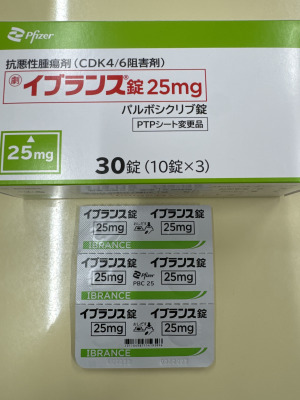 Pfizer
抗悪性腫瘍剤(CDK4/6阻害剤)
劇 イブランス®錠25mg
パルボシクリブ錠
PTPシート変更品
25mg
30錠(10錠×3)
イブランス錠 イブランス錠
25mg 25mg
IBRANCE
イブランス錠 イブランス錠
25mg Pfizer 25mg
PBC 25
IBRANCE
イブランス錠 イブランス錠
25mg 25mg
IBRANCE